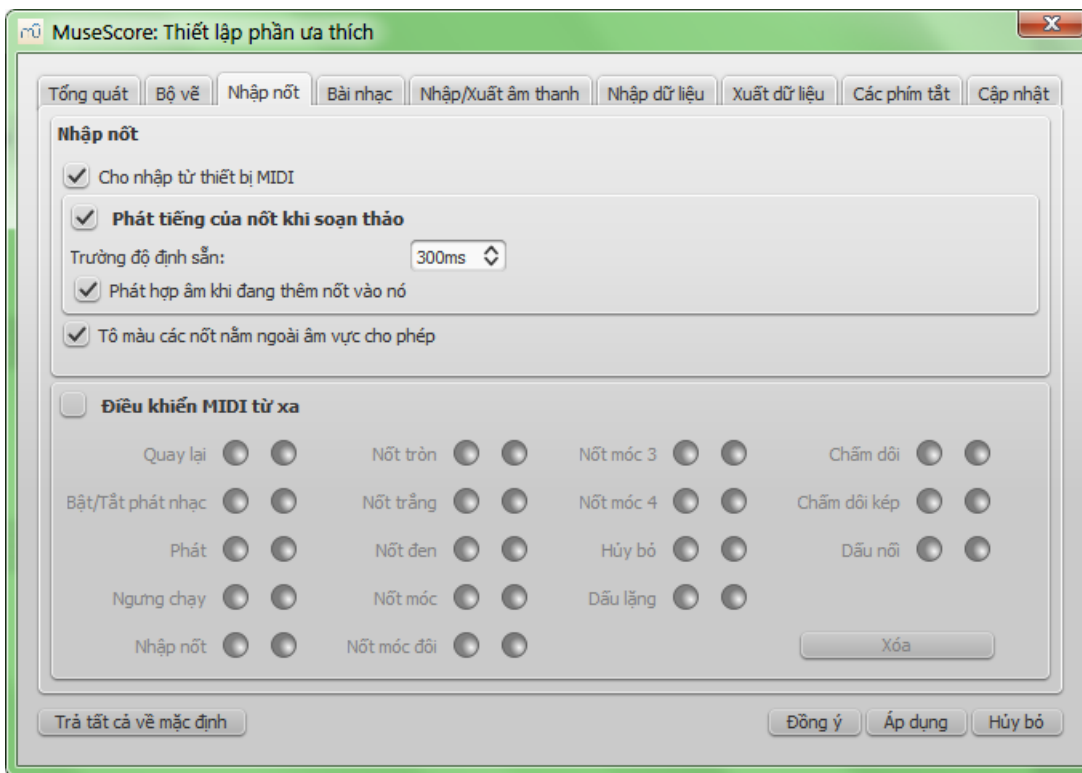 MuseScore: Thiết lập phần ưa thích
Tổng quát Bộ vẽ Nhập nốt Bài nhạc Nhập/Xuất âm thanh Nhập dữ liệu Xuất dữ liệu Các phím tắt Cập nhật
Nhập nốt
Cho nhập từ thiết bị MIDI
Phát tiếng của nốt khi soạn thảo
Trường độ định sẵn: 300ms
Phát hợp âm khi đang thêm nốt vào nó
Tô màu các nốt nằm ngoài âm vực cho phép
Điều khiển MIDI từ xa
Quay lại Nốt tròn Nốt móc 3 Chấm dôi
Bật/Tắt phát nhạc Nốt trắng Nốt móc 4 Chấm dôi kép
Phát Nốt đen Hủy bỏ Dấu nối
Ngưng chạy Nốt móc Dấu lặng
Nhập nốt Nốt móc đôi Xóa
Trả tất cả về mặc định Đồng ý Áp dụng Hủy bỏ